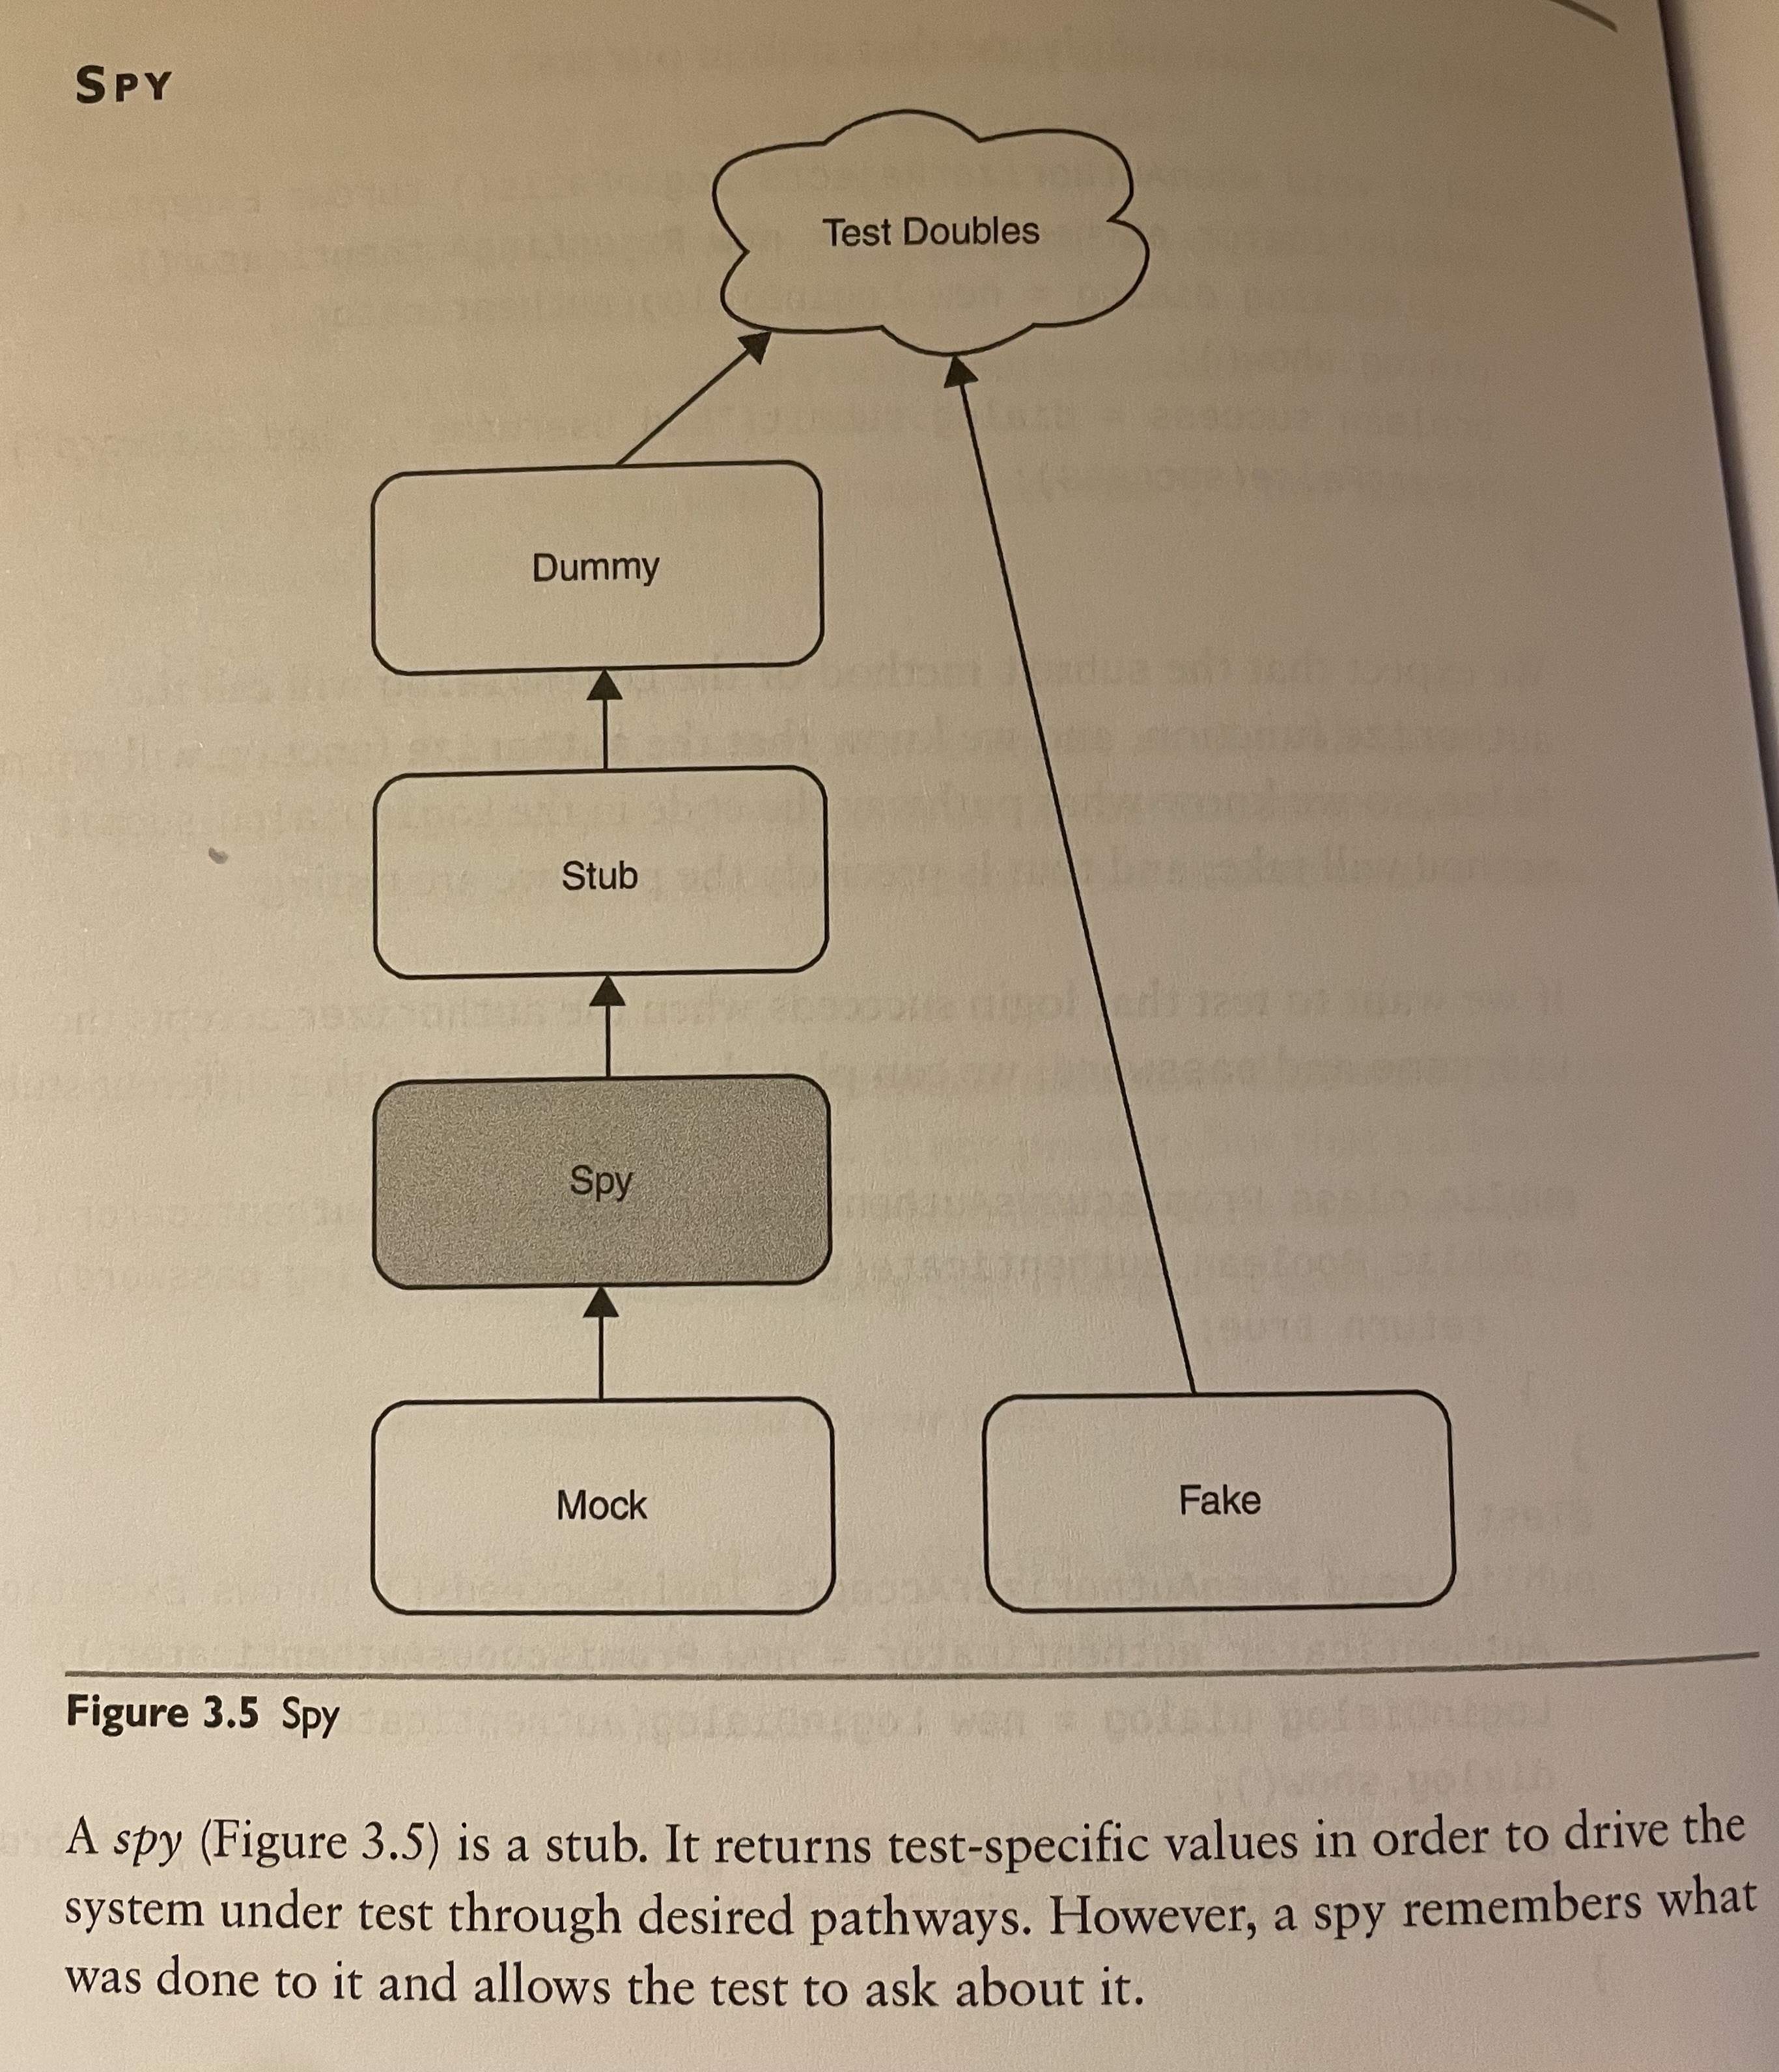 SPY
Test Doubles
Dummy
Stub
Spy
Mock
Fake
Figure 3.5 Spy
A spy (Figure 3.5) is a stub. It returns test-specific values in order to drive the
system under test through desired pathways. However, a spy remembers what
was done to it and allows the test to ask about it.